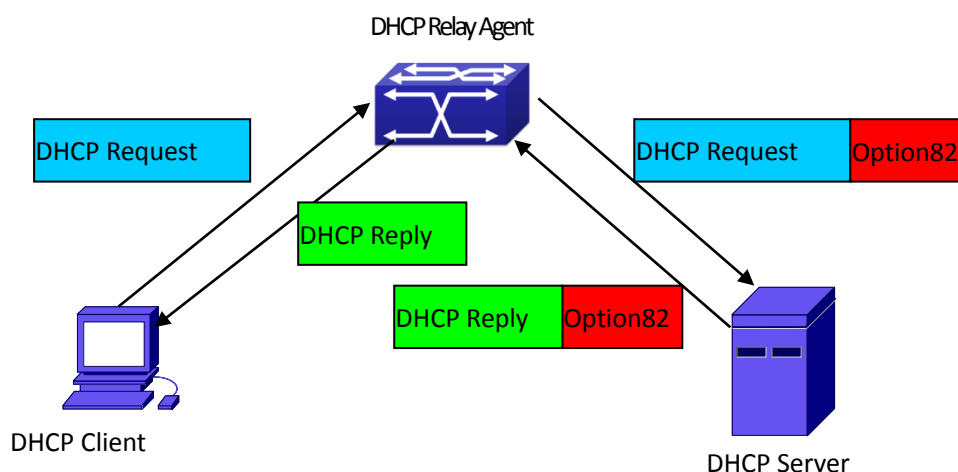 DHCP Relay Agent
DHCP Request
DHCP Request Option82
DHCP Reply
DHCP Reply Option82
DHCP Client
DHCP Server